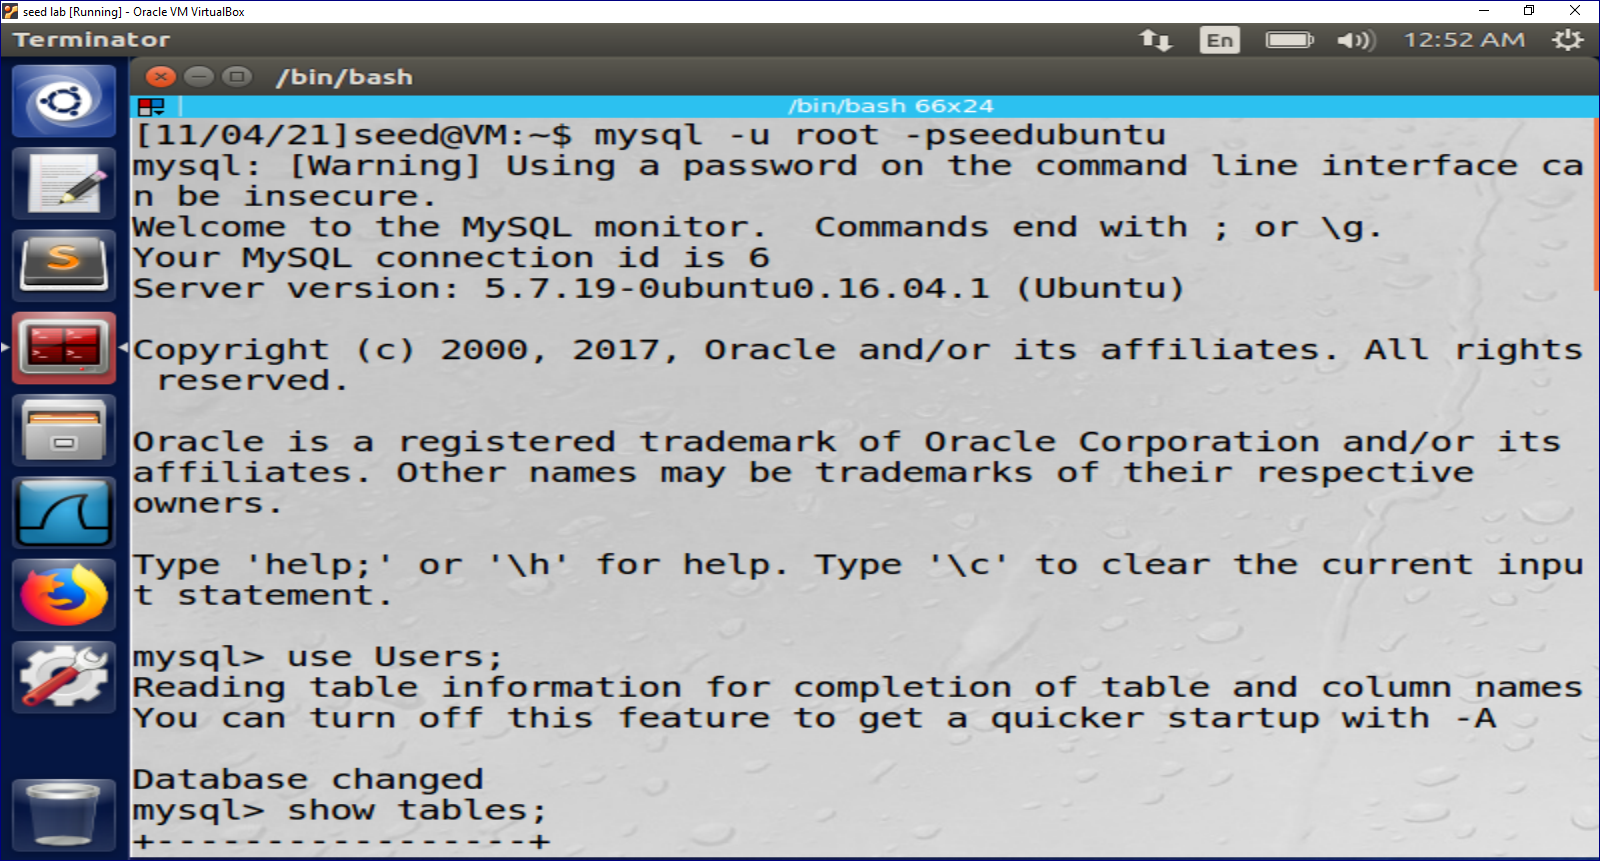 seed lab [Running] - Oracle VM VirtualBox
Terminator
En
12:52 AM
/bin/bash
/bin/bash 66x24
[11/04/21]seed@VM:~$ mysql -u root -pseedubuntu
mysql: [Warning] Using a password on the command line interface ca
n be insecure.
Welcome to the MySQL monitor.  Commands end with ; or \g.
Your MySQL connection id is 6
Server version: 5.7.19-0ubuntu0.16.04.1 (Ubuntu)
Copyright (c) 2000, 2017, Oracle and/or its affiliates. All rights
 reserved.
Oracle is a registered trademark of Oracle Corporation and/or its
affiliates. Other names may be trademarks of their respective
owners.
Type 'help;' or '\h' for help. Type '\c' to clear the current inpu
t statement.
mysql> use Users;
Reading table information for completion of table and column names
You can turn off this feature to get a quicker startup with -A
Database changed
mysql> show tables;
+-----------------+